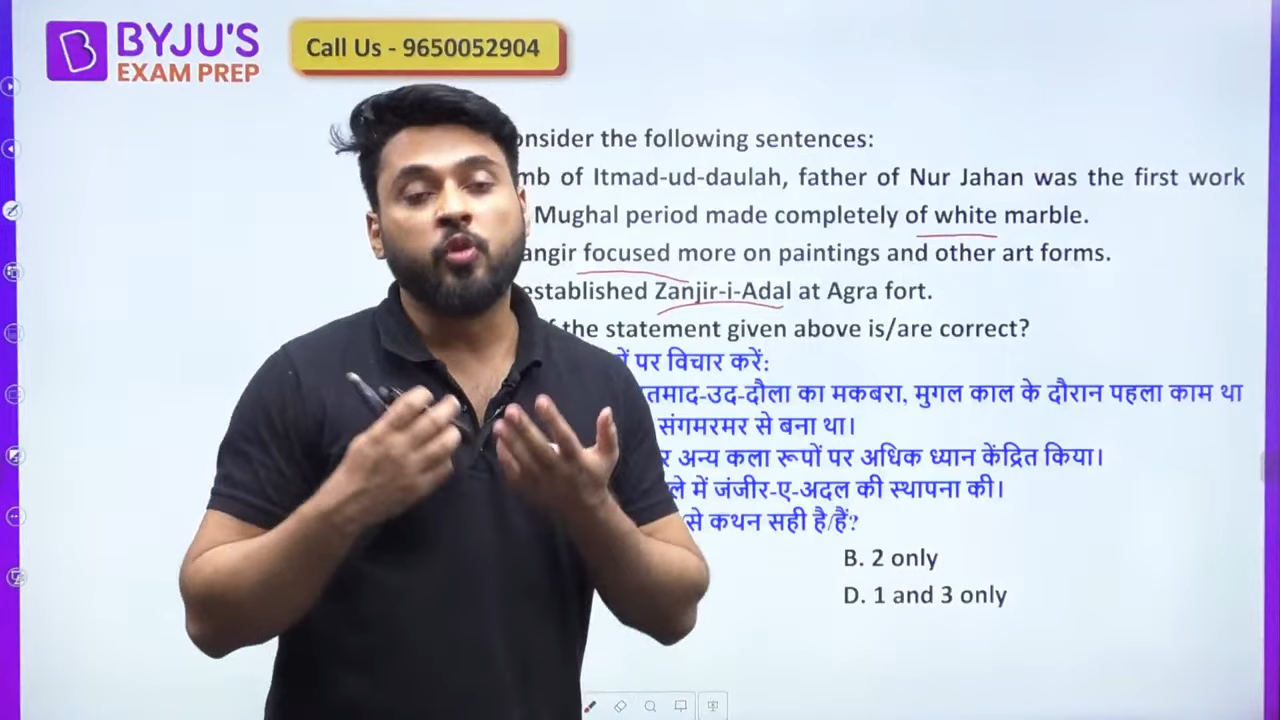 BYJU'S
EXAM PREP
Call Us - 9650052904
onsider the following sentences:
mb of Itmad-ud-daulah, father of Nur Jahan was the first work
Mughal period made completely of white marble.
angir focused more on paintings and other art forms.
established Zanjir-i-Adal at Agra fort.
f the statement given above is/are correct?
पर विचार करें:
तमाद-उद-दौला का मकबरा, मुगल काल के दौरान पहला काम था
संगमरमर से बना था।
र अन्य कला रूपों पर अधिक ध्यान केंद्रित किया।
ले में जंजीर-ए-अदल की स्थापना की।
से कथन सही है/हैं?
B. 2 only
D. 1 and 3 only